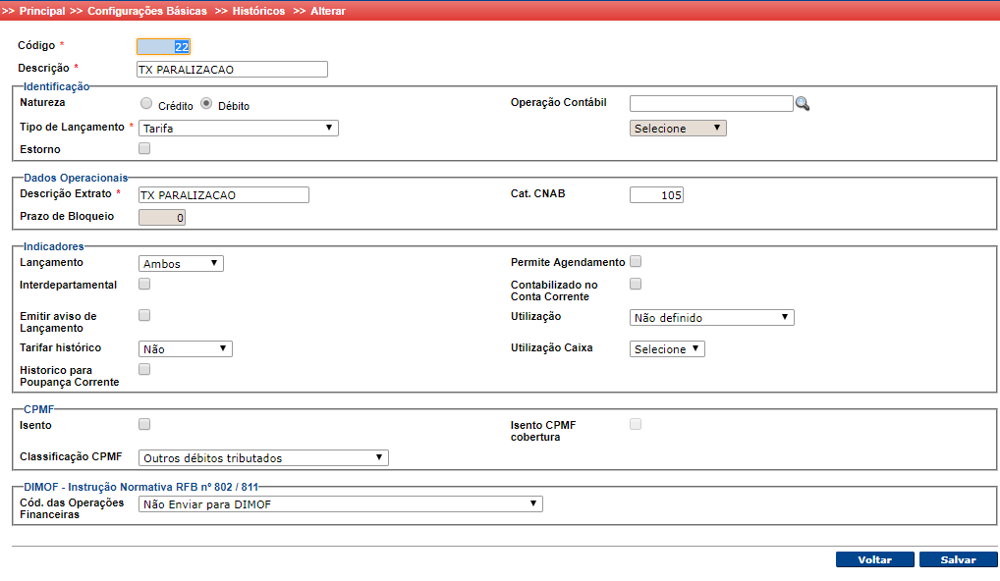 >> Principal >> Configurações Básicas >> Históricos >> Alterar
Código * 22
Descrição * TX PARALIZACAO
Identificação
Natureza Crédito Débito Operação Contábil
Tipo de Lançamento * Tarifa Selecione
Estorno
Dados Operacionais
Descrição Extrato * TX PARALIZACAO Cat. CNAB 105
Prazo de Bloqueio 0
Indicadores
Lançamento Ambos Permite Agendamento
Interdepartamental Contabilizado no
Conta Corrente
Emitir aviso de Utilização Não definido
Lançamento
Tarifar histórico Não Utilização Caixa Selecione
Historico para
Poupança Corrente
CPMF
Isento Isento CPMF
cobertura
Classificação CPMF Outros débitos tributados
DIMOF - Instrução Normativa RFB nº 802 / 811
Cód. das Operações Não Enviar para DIMOF
Financeiras
Voltar Salvar